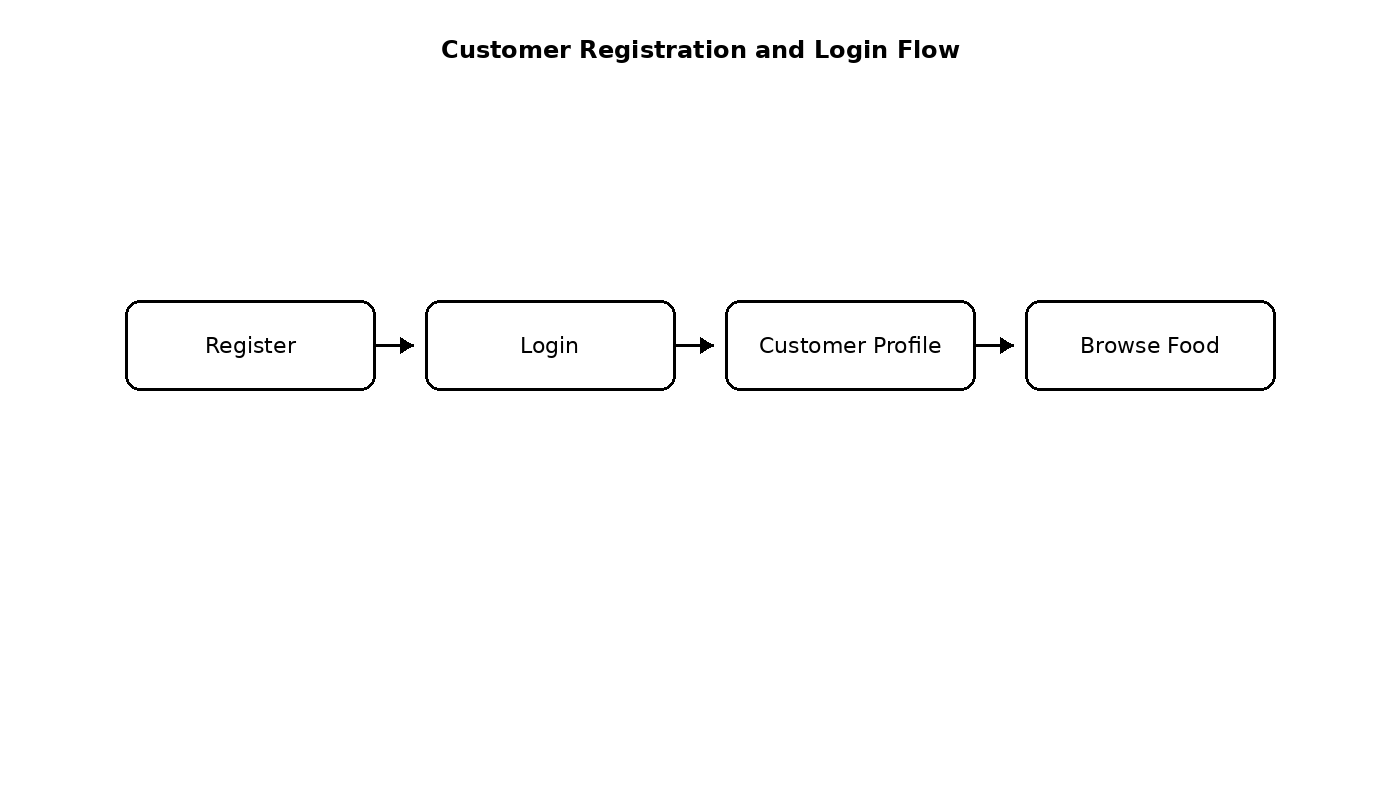 Customer Registration and Login Flow
Register
Login
Customer Profile
Browse Food